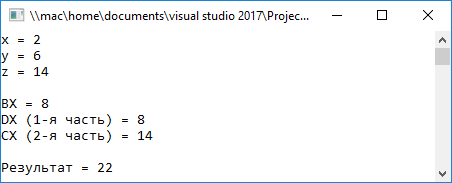 \\mac\home\documents\visual studio 2017\Projec...
x = 2
y = 6
z = 14
BX = 8
DX (1-я часть) = 8
CX (2-я часть) = 14
Результат = 22